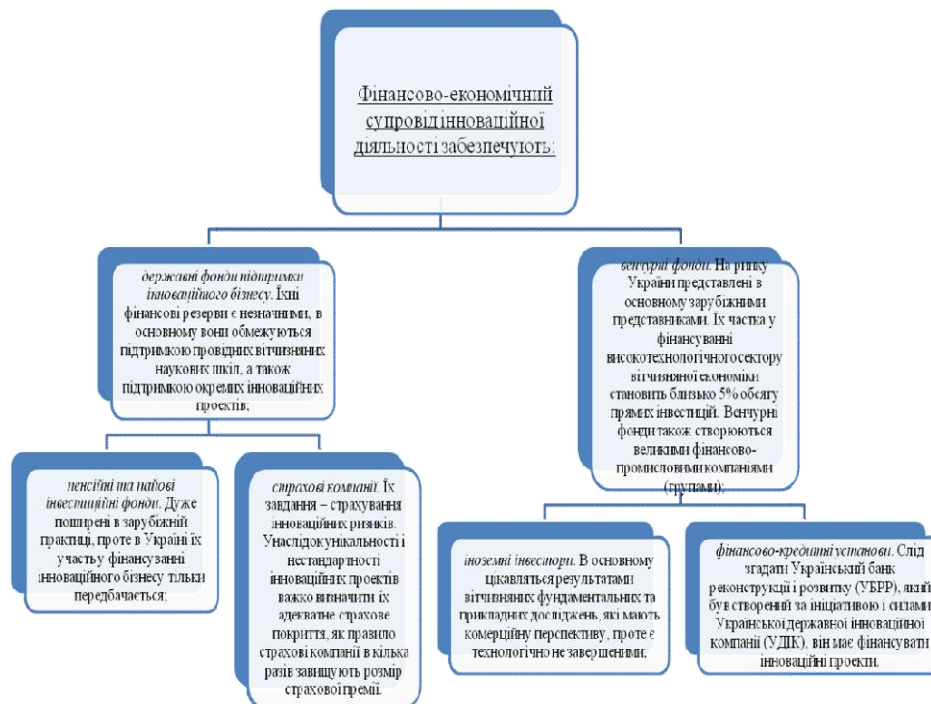 Фінансово-економічний
супровід інноваційної
діяльності забезпечують:
державні фонди підтримки
інноваційного бізнесу. Їхні
фінансові резерви є незначними, в
основному вони обмежуються
підтримкою провідних вітчизняних
наукових шкіл, а також
підтримкою окремих інноваційних
проектів;
венчурні фонди. На ринку
України представлені в
основному зарубіжними
представниками. Їх частка у
фінансуванні
високотехнологічного сектору
вітчизняної економіки
становить близько 5% обсягу
прямих інвестицій. Венчурні
фонди також створюються
великими фінансово-
промисловими компаніями
(групами);
пенсійні та пайові
інвестиційні фонди. Дуже
поширені в зарубіжній
практиці, проте в Україні їх
участь у фінансуванні
інноваційного бізнесу тільки
передбачається;
страхові компанії. Їх
завдання – страхування
інноваційних ризиків.
Унаслідок унікальності і
нестандартності
інноваційних проектів
важко визначити їх
адекватне страхове
покриття, як правило
страхові компанії в кілька
разів завищують розмір
страхової премії.
іноземні інвестори. В основному
цікавляться результатами
вітчизняних фундаментальних та
прикладних досліджень, які мають
комерційну перспективу, проте є
технологічно не завершеними;
фінансово-кредитні установи. Слід
згадати Український банк
реконструкції і розвитку (УБРР), який
був створений за ініціативою і силами
Української державної інноваційної
компанії (УДІК), він має фінансувати
інноваційні проекти.